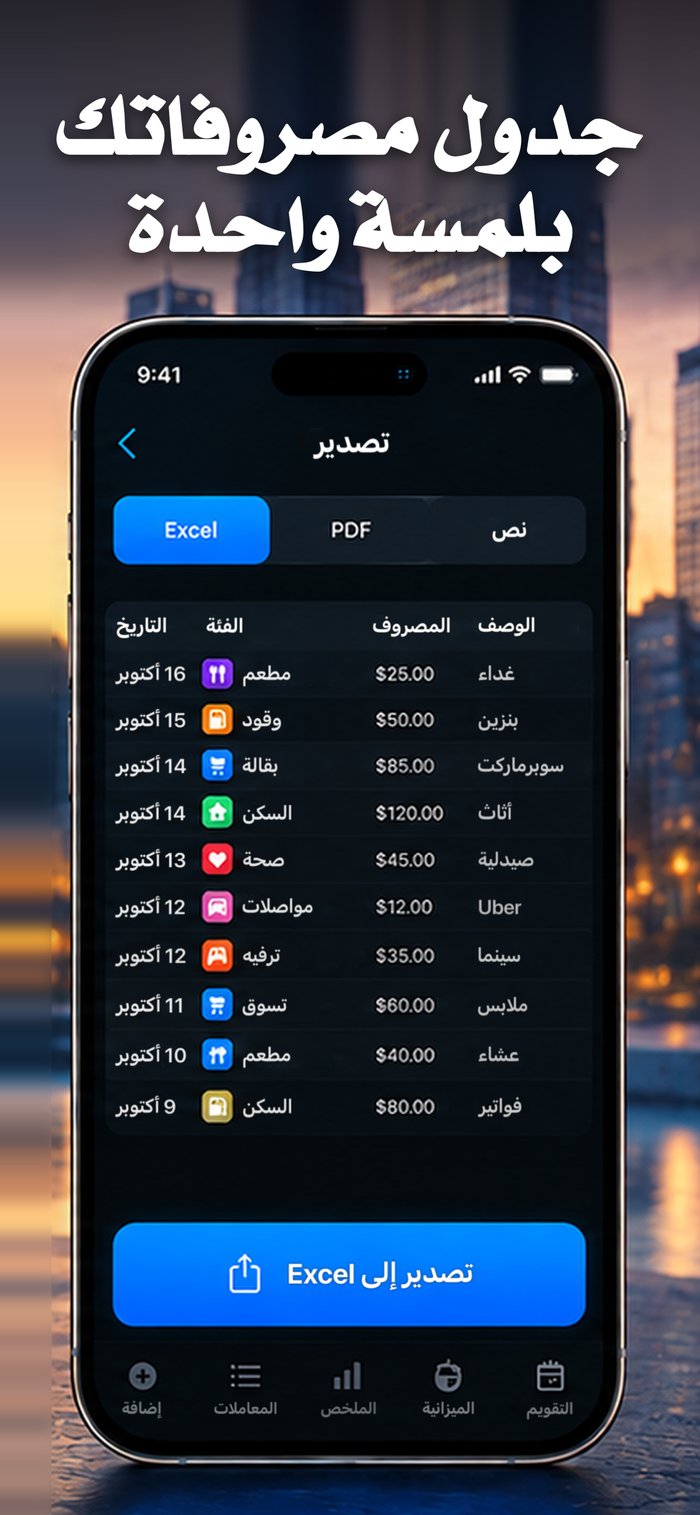 جدول مصروفاتك
بلمسة واحدة
9:41
تصدير
Excel PDF نص
التاريخ الفئة المصروف الوصف
16 أكتوبر مطعم $25.00 غداء
15 أكتوبر وقود $50.00 بنزين
14 أكتوبر بقالة $85.00 سوبرماركت
14 أكتوبر السكن $120.00 أثاث
13 أكتوبر صحة $45.00 صيدلية
12 أكتوبر مواصلات $12.00 Uber
12 أكتوبر ترفيه $35.00 سينما
11 أكتوبر تسوق $60.00 ملابس
10 أكتوبر مطعم $40.00 عشاء
9 أكتوبر السكن $80.00 فواتير
تصدير إلى Excel
إضافة المعاملات الملخص الميزانية التقويم